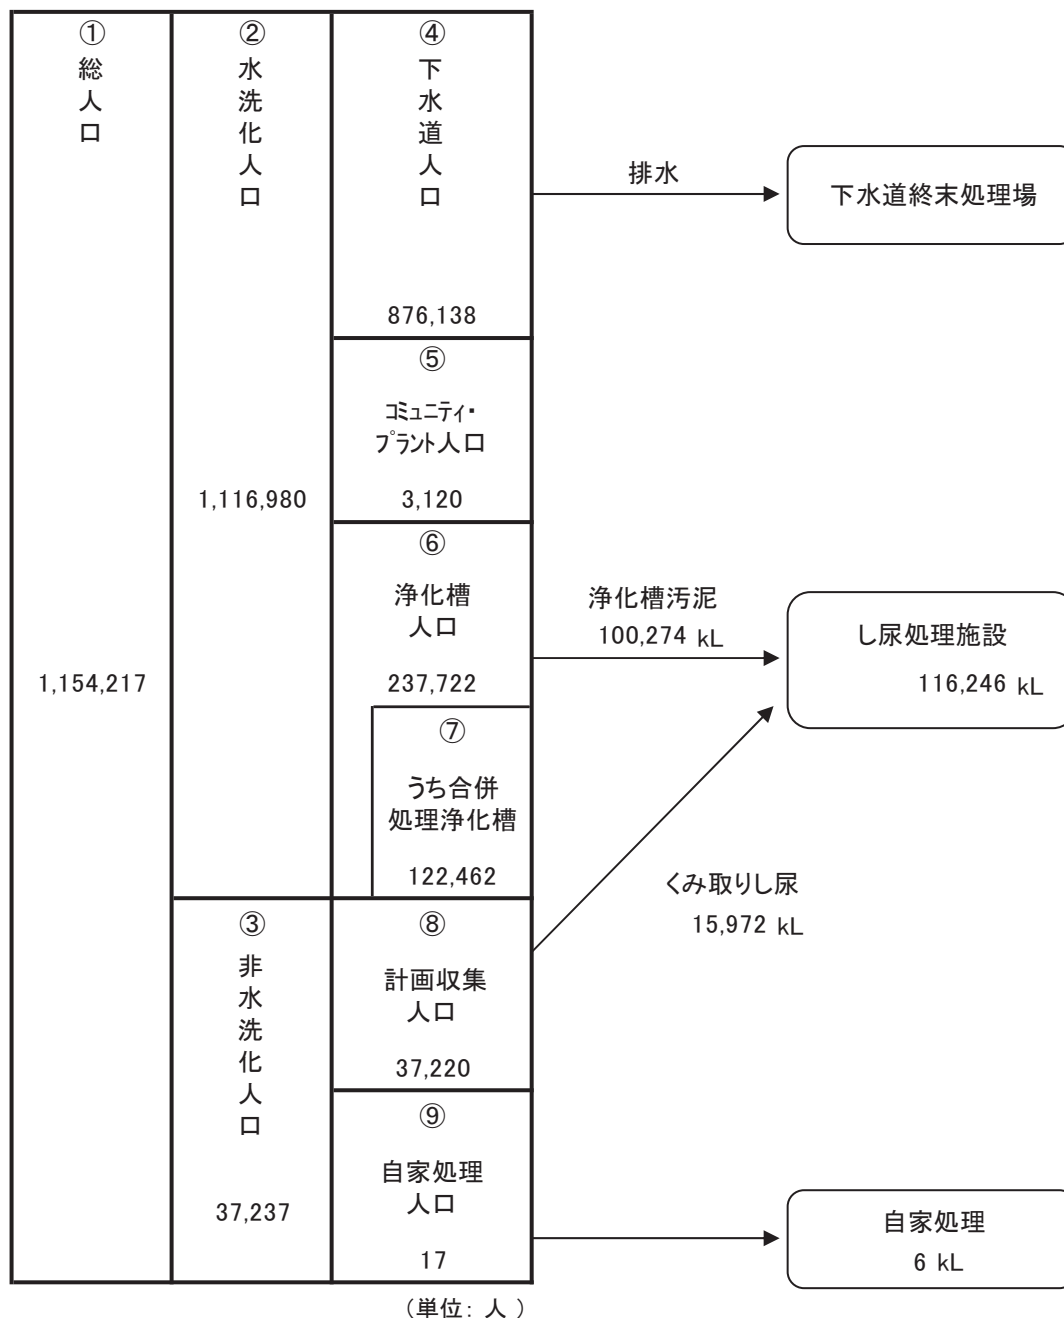 ①
総人口
1,154,217
②
水洗化人口
1,116,980
③
非水洗化人口
37,237
④
下水道人口
876,138
⑤
コミュニティ・
プラント人口
3,120
⑥
浄化槽
人口
237,722
⑦
うち合併
処理浄化槽
122,462
⑧
計画収集
人口
37,220
⑨
自家処理
人口
17
(単位: 人 )
排水
下水道終末処理場
浄化槽汚泥
100,274 kL
し尿処理施設
116,246 kL
くみ取りし尿
15,972 kL
自家処理
6 kL